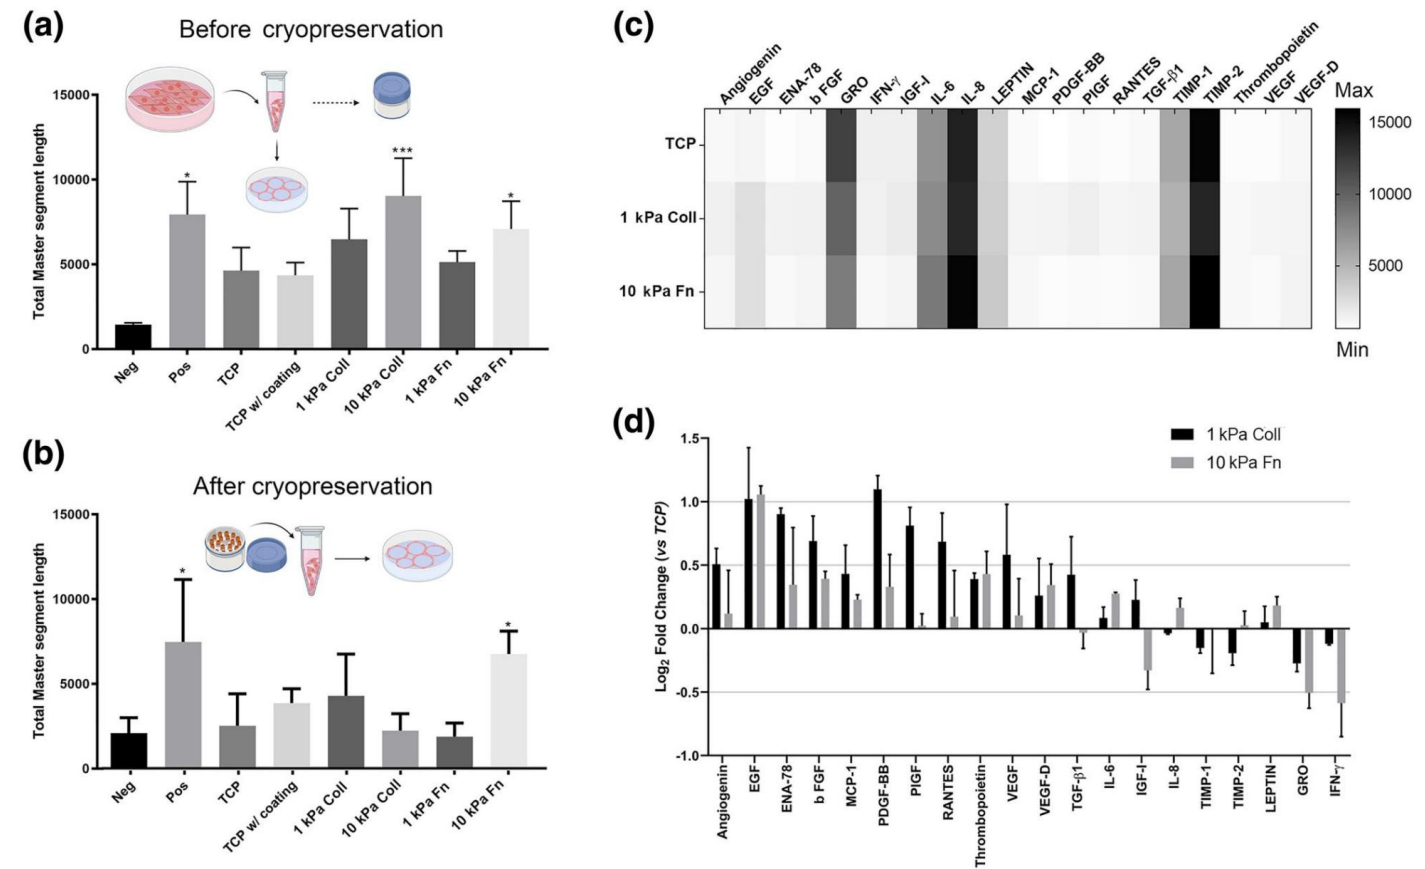 (a)
Before cryopreservation
Total Master segment length
15000
10000
5000
0
*
***
*
Neg
Pos
TCP
TCP w/ coating
1 kPa Coll
10 kPa Coll
1 kPa Fn
10 kPa Fn
(b)
After cryopreservation
Total Master segment length
15000
10000
5000
0
*
*
Neg
Pos
TCP
TCP w/ coating
1 kPa Coll
10 kPa Coll
1 kPa Fn
10 kPa Fn
(c)
Angiogenin
EGF
ENA-78
b FGF
GRO
IFN-γ
IGF-I
IL-6
IL-8
LEPTIN
MCP-1
PDGF-BB
PlGF
RANTES
TGF-β1
TIMP-1
TIMP-2
Thrombopoietin
VEGF
VEGF-D
TCP
1 kPa Coll
10 kPa Fn
Max
15000
10000
5000
Min
(d)
1 kPa Coll
10 kPa Fn
Log₂ Fold Change (vs TCP)
1.5
1.0
0.5
0.0
-0.5
-1.0
Angiogenin
EGF
ENA-78
b FGF
MCP-1
PDGF-BB
PlGF
RANTES
Thrombopoietin
VEGF
VEGF-D
TGF-β1
IL-6
IGF-I
IL-8
TIMP-1
TIMP-2
LEPTIN
GRO
IFN-γ